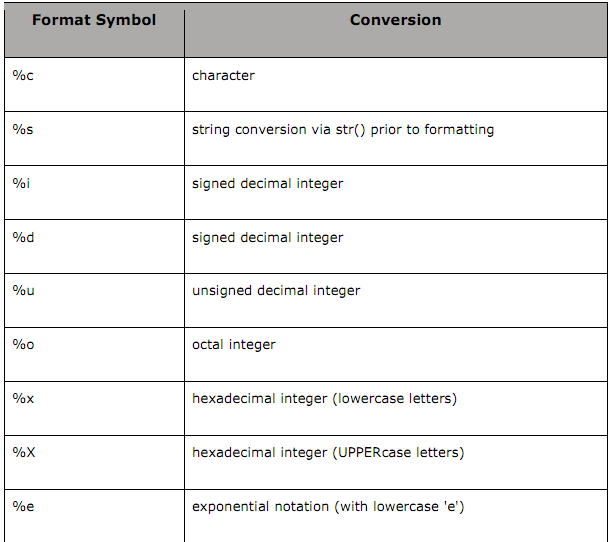 Format Symbol Conversion
%c character
%s string conversion via str() prior to formatting
%i signed decimal integer
%d signed decimal integer
%u unsigned decimal integer
%o octal integer
%x hexadecimal integer (lowercase letters)
%X hexadecimal integer (UPPERcase letters)
%e exponential notation (with lowercase 'e')